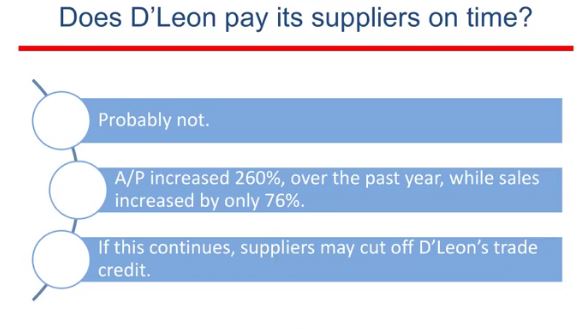 Does D'Leon pay its suppliers on time?
Probably not.
A/P increased 260%, over the past year, while sales
increased by only 76%.
If this continues, suppliers may cut off D'Leon's trade
credit.